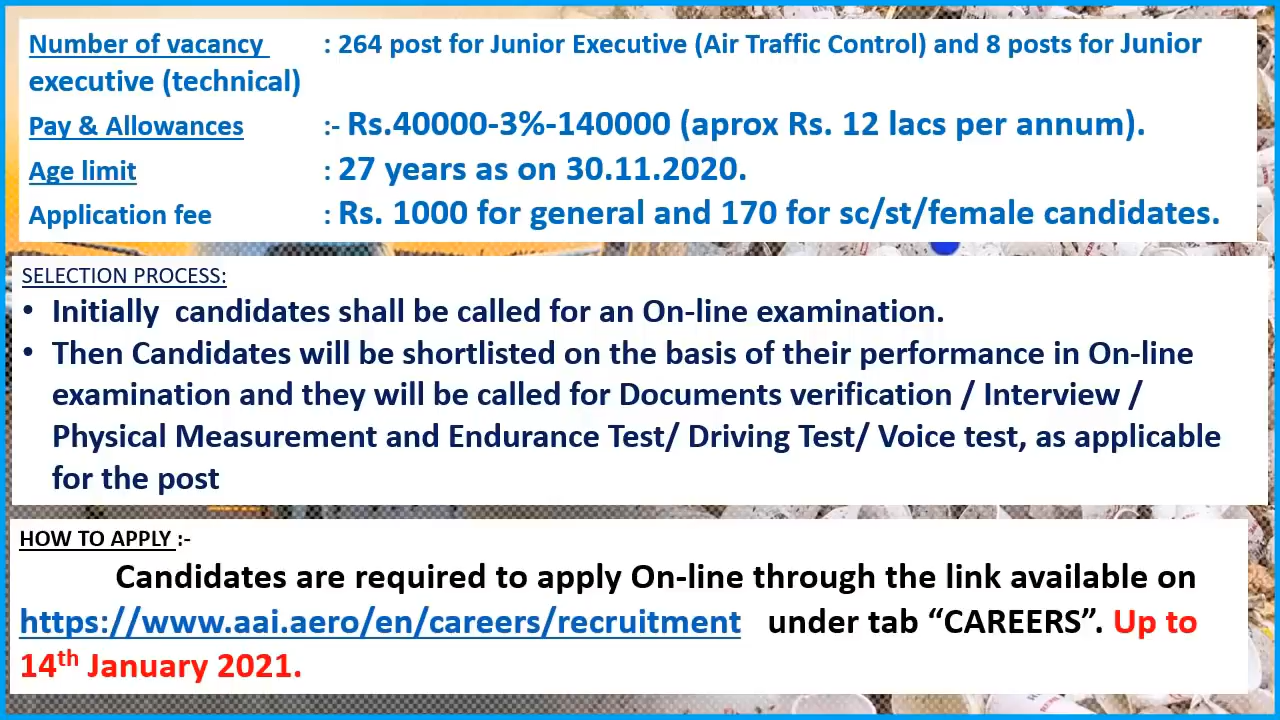 Number of vacancy : 264 post for Junior Executive (Air Traffic Control) and 8 posts for Junior
executive (technical)
Pay & Allowances :- Rs.40000-3%-140000 (aprox Rs. 12 lacs per annum).
Age limit : 27 years as on 30.11.2020.
Application fee : Rs. 1000 for general and 170 for sc/st/female candidates.
SELECTION PROCESS:
• Initially candidates shall be called for an On-line examination.
• Then Candidates will be shortlisted on the basis of their performance in On-line
examination and they will be called for Documents verification / Interview /
Physical Measurement and Endurance Test/ Driving Test/ Voice test, as applicable
for the post
HOW TO APPLY :-
Candidates are required to apply On-line through the link available on
https://www.aai.aero/en/careers/recruitment under tab “CAREERS”. Up to
14th January 2021.